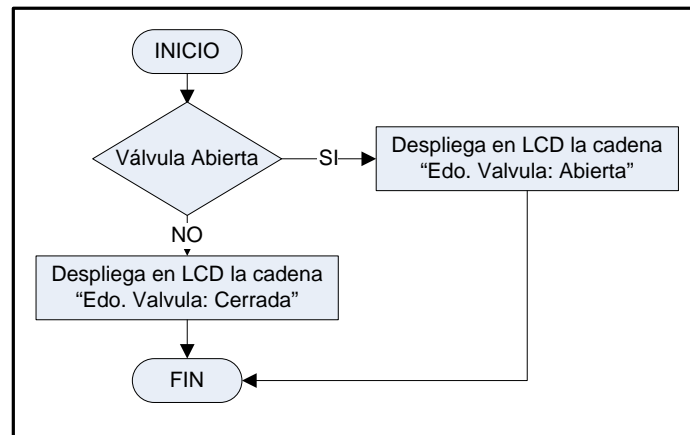 INICIO
Válvula Abierta
SI
Despliega en LCD la cadena
“Edo. Valvula: Abierta”
NO
Despliega en LCD la cadena
“Edo. Valvula: Cerrada”
FIN